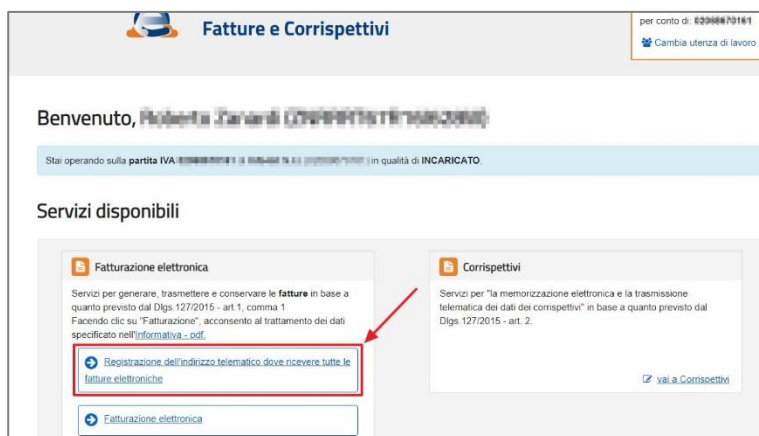 Fatture e Corrispettivi
per conto di:
Cambia utenza di lavoro
Benvenuto,
Stai operando sulla partita IVA in qualità di INCARICATO.
Servizi disponibili
Fatturazione elettronica
Servizi per generare, trasmettere e conservare le fatture in base a
quanto previsto dal Dlgs.127/2015 - art.1, comma 1
Facendo clic su "Fatturazione", acconsento al trattamento dei dati
specificato nell'Informativa - pdf.
Registrazione dell'indirizzo telematico dove ricevere tutte le
fatture elettroniche
Fatturazione elettronica
Corrispettivi
Servizi per "la memorizzazione elettronica e la trasmissione
telematica dei dati dei corrispettivi" in base a quanto previsto dal
Dlgs.127/2015 - art. 2.
vai a Corrispettivi